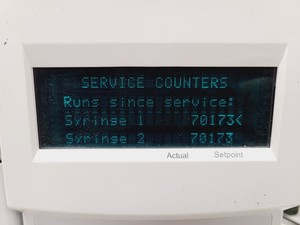 SERVICE COUNTERS
Runs since service:
Syringe 1 70173<
Syringe 2 70173
Actual Setpoint